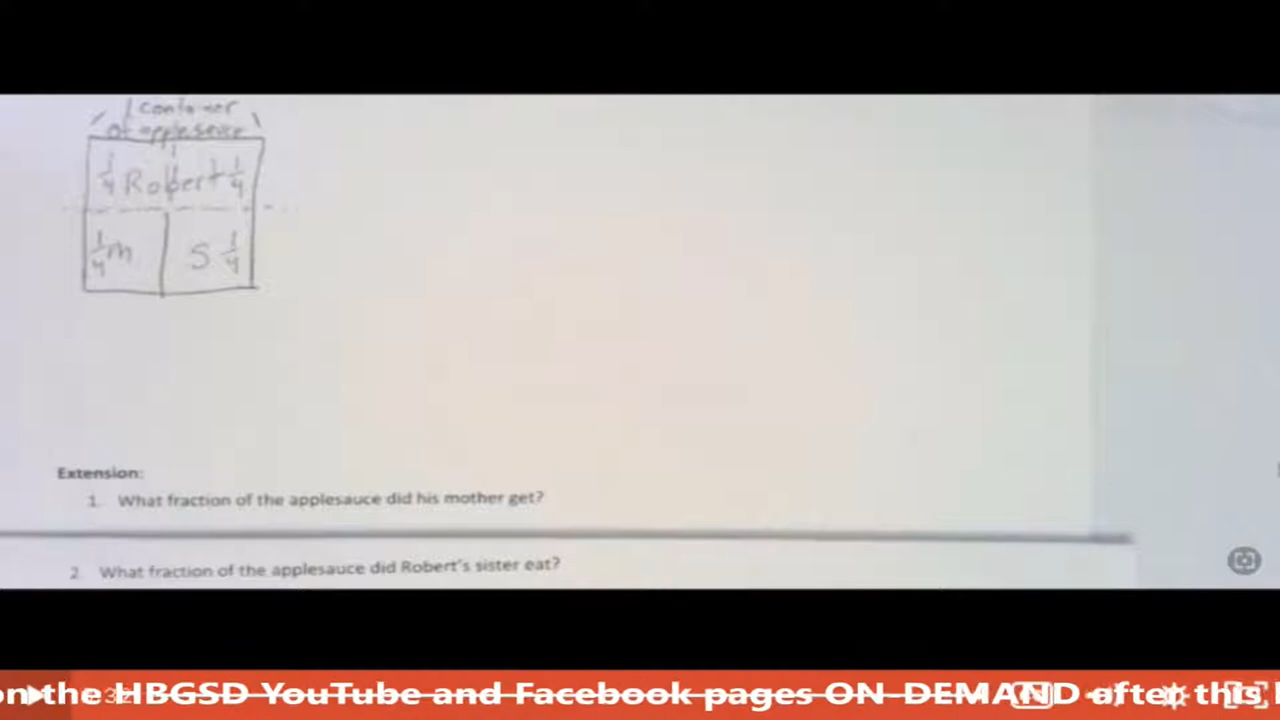 1 container
of applesauce
1/4 Robert 1/4
1/4 m S 1/4
Extension:
1. What fraction of the applesauce did his mother get?
2. What fraction of the applesauce did Robert's sister eat?
on the HBGSD YouTube and Facebook pages ON-DEMAND after this